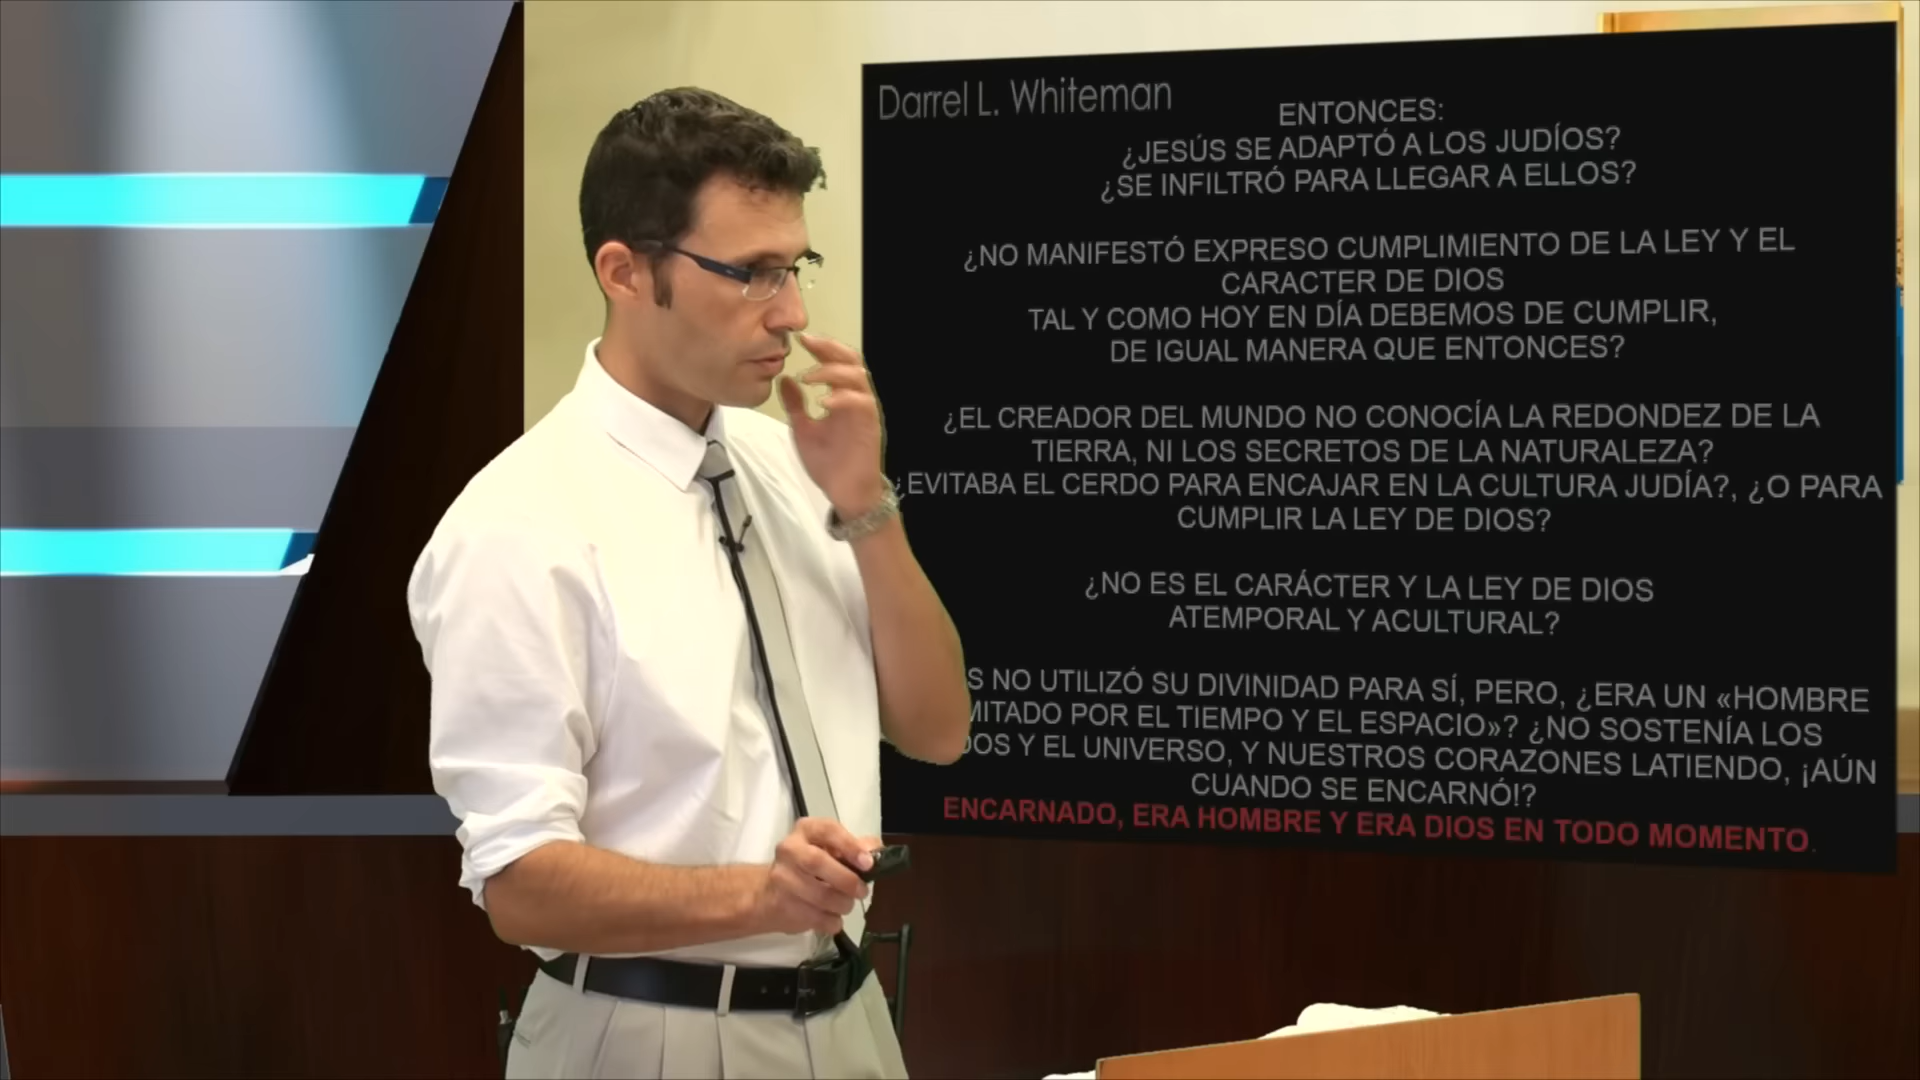 Darrel L. Whiteman
ENTONCES:
¿JESÚS SE ADAPTÓ A LOS JUDÍOS?
¿SE INFILTRÓ PARA LLEGAR A ELLOS?
¿NO MANIFESTÓ EXPRESO CUMPLIMIENTO DE LA LEY Y EL
CARACTER DE DIOS
TAL Y COMO HOY EN DÍA DEBEMOS DE CUMPLIR,
DE IGUAL MANERA QUE ENTONCES?
¿EL CREADOR DEL MUNDO NO CONOCÍA LA REDONDEZ DE LA
TIERRA, NI LOS SECRETOS DE LA NATURALEZA?
¿EVITABA EL CERDO PARA ENCAJAR EN LA CULTURA JUDÍA?, ¿O PARA
CUMPLIR LA LEY DE DIOS?
¿NO ES EL CARÁCTER Y LA LEY DE DIOS
ATEMPORAL Y ACULTURAL?
NO UTILIZÓ SU DIVINIDAD PARA SÍ, PERO, ¿ERA UN «HOMBRE
POR EL TIEMPO Y EL ESPACIO»? ¿NO SOSTENÍA LOS
Y EL UNIVERSO, Y NUESTROS CORAZONES LATIENDO, ¡AÚN
CUANDO SE ENCARNÓ!?
ENCARNADO, ERA HOMBRE Y ERA DIOS EN TODO MOMENTO.